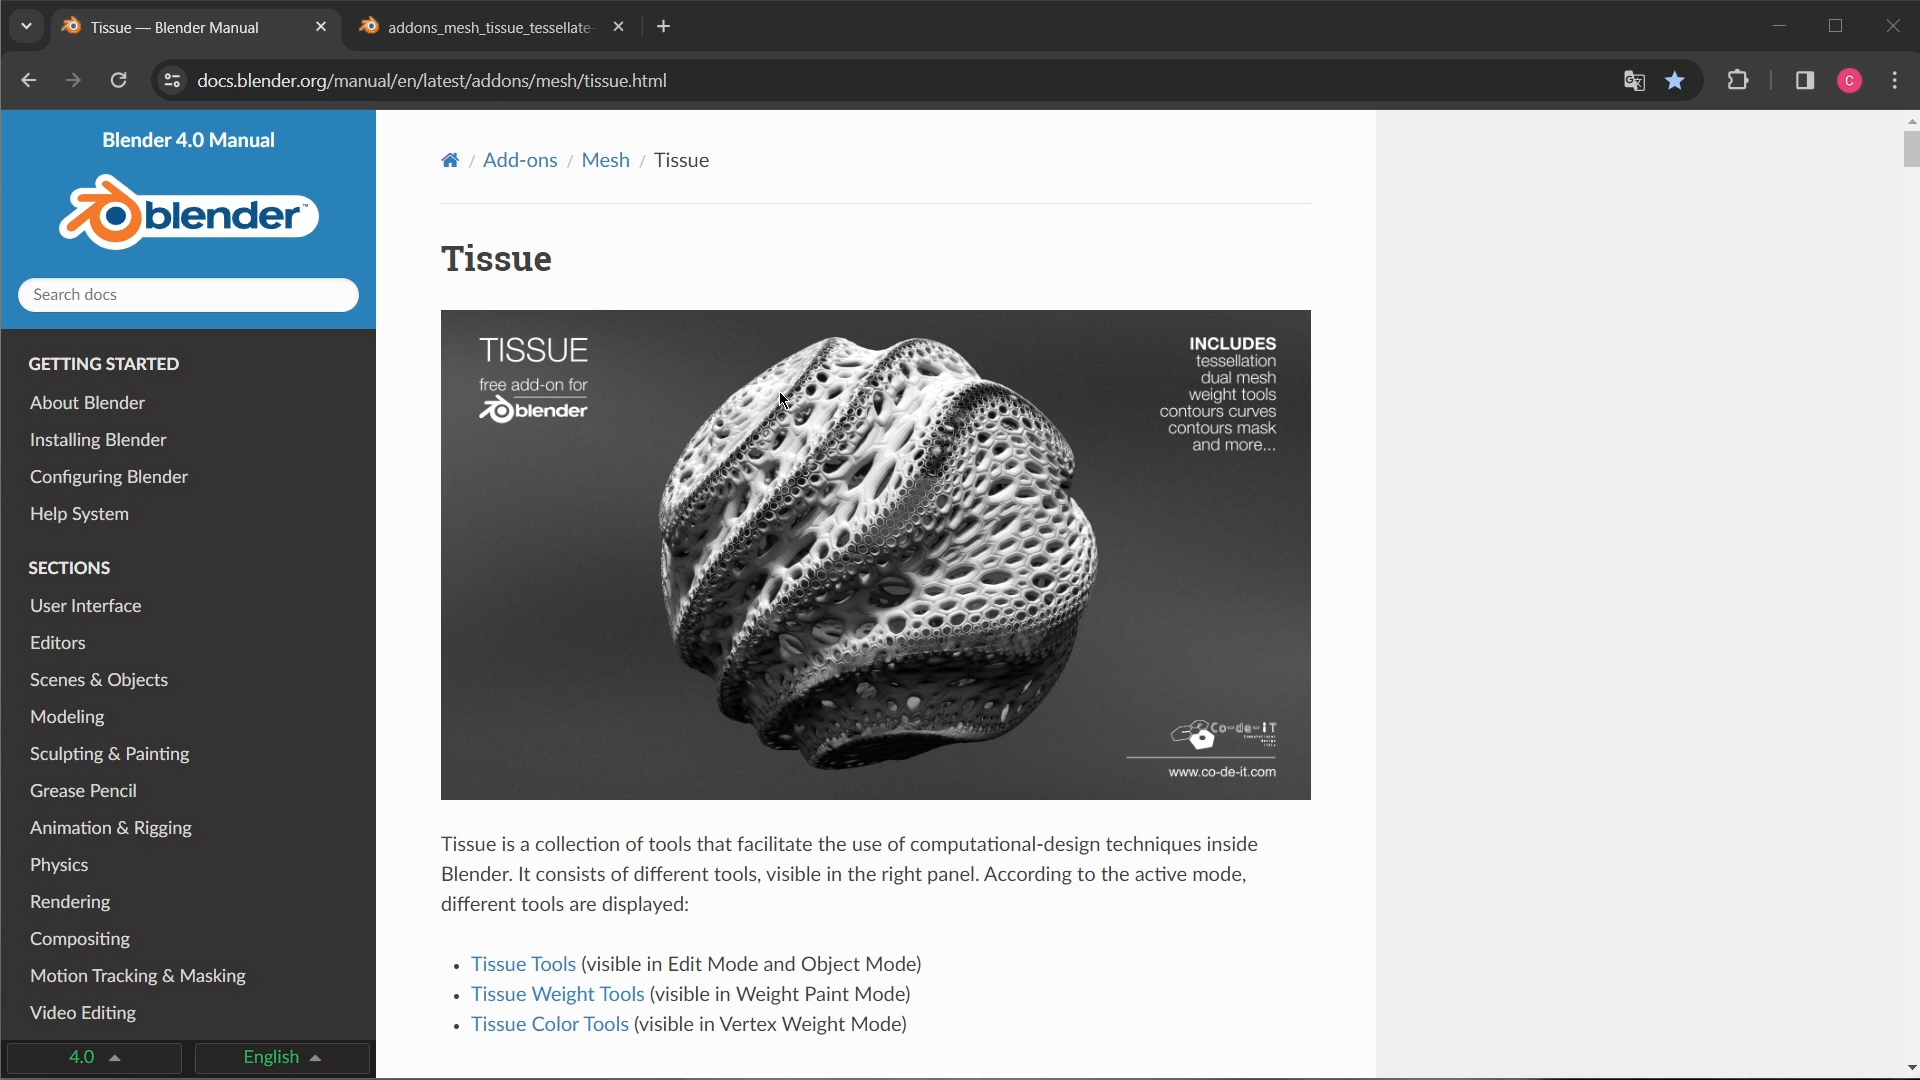 Tissue — Blender Manual
addons_mesh_tissue_tessellate-
docs.blender.org/manual/en/latest/addons/mesh/tissue.html
C
Blender 4.0 Manual
blender™
Search docs
GETTING STARTED
About Blender
Installing Blender
Configuring Blender
Help System
SECTIONS
User Interface
Editors
Scenes & Objects
Modeling
Sculpting & Painting
Grease Pencil
Animation & Rigging
Physics
Rendering
Compositing
Motion Tracking & Masking
Video Editing
4.0
English
/ Add-ons / Mesh / Tissue
Tissue
TISSUE
free add-on for
blender
INCLUDES
tessellation
dual mesh
weight tools
contours curves
contours mask
and more...
Co-de-iT
www.co-de-it.com
Tissue is a collection of tools that facilitate the use of computational-design techniques inside
Blender. It consists of different tools, visible in the right panel. According to the active mode,
different tools are displayed:
• Tissue Tools (visible in Edit Mode and Object Mode)
• Tissue Weight Tools (visible in Weight Paint Mode)
• Tissue Color Tools (visible in Vertex Weight Mode)